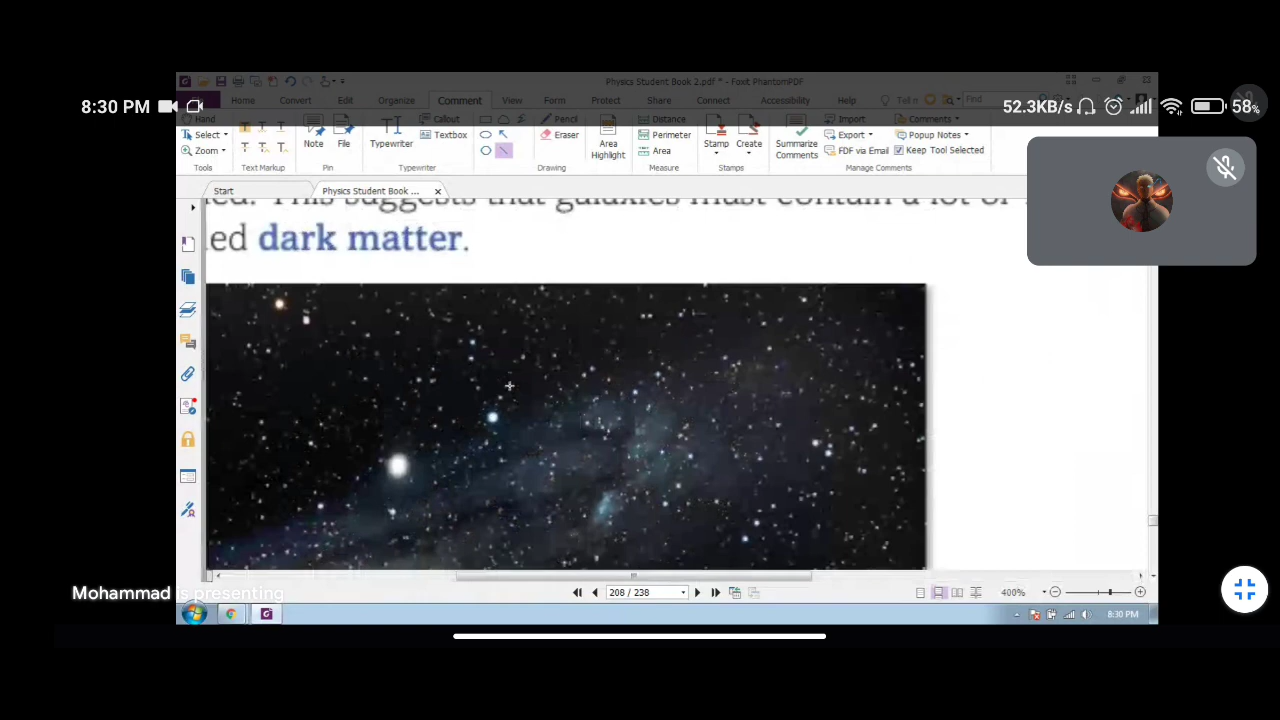 Physics Student Book 2.pdf * - Foxit PhantomPDF
8:30 PM
52.3KB/s
58%
Home Convert Edit Organize Comment View Form Protect Share Connect Accessibility Help Tell Find
Hand
Select
Zoom
Tools
Text Markup
Note
File
Pin
Typewriter
Callout
Textbox
Typewriter
Pencil
Eraser
Area
Highlight
Drawing
Distance
Perimeter
Area
Measure
Stamp
Create
Stamps
Summarize
Comments
Import
Export
FDF via Email
Comments
Popup Notes
Keep Tool Selected
Manage Comments
Start
Physics Student Book ...
ed. This suggests that galaxies must contain a lot of
led dark matter.
Mohammad is presenting
208 / 238
400%
8:30 PM